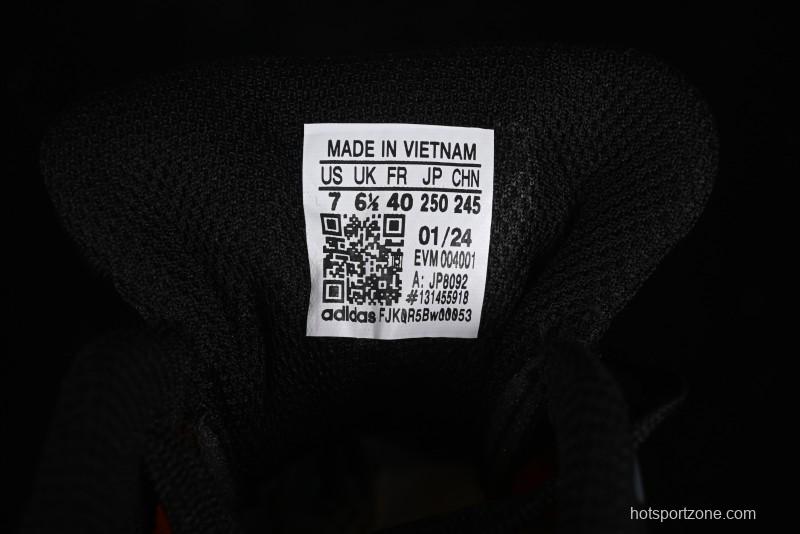 MADE IN VIETNAM
US UK FR JP CHN
7 6½ 40 250 245
01/24
EVM 004001
A: JP8092
#131455918
adidas FJKQR5Bw00053
hotsportzone.com